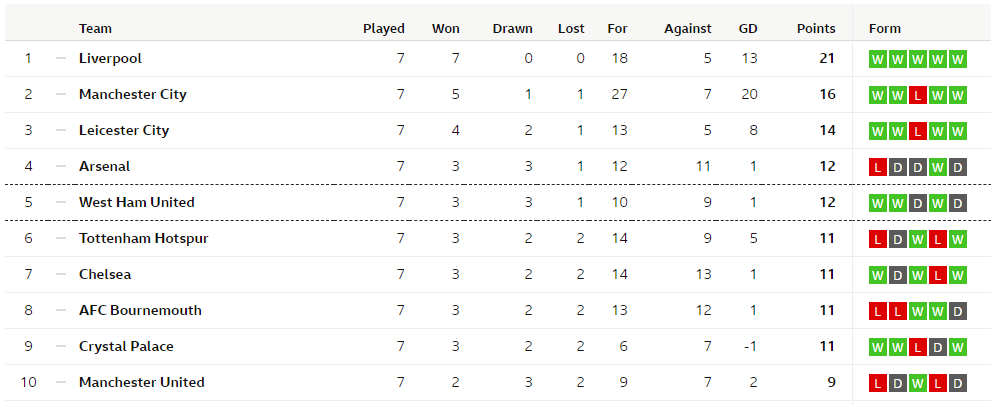 Team Played Won Drawn Lost For Against GD Points Form
1 Liverpool 7 7 0 0 18 5 13 21 W W W W W
2 Manchester City 7 5 1 1 27 7 20 16 W W L W W
3 Leicester City 7 4 2 1 13 5 8 14 W W L W W
4 Arsenal 7 3 3 1 12 11 1 12 L D D W D
5 West Ham United 7 3 3 1 10 9 1 12 W W D W D
6 Tottenham Hotspur 7 3 2 2 14 9 5 11 L D W L W
7 Chelsea 7 3 2 2 14 13 1 11 W D W L W
8 AFC Bournemouth 7 3 2 2 13 12 1 11 L L W W D
9 Crystal Palace 7 3 2 2 6 7 -1 11 W W L D W
10 Manchester United 7 2 3 2 9 7 2 9 L D W L D